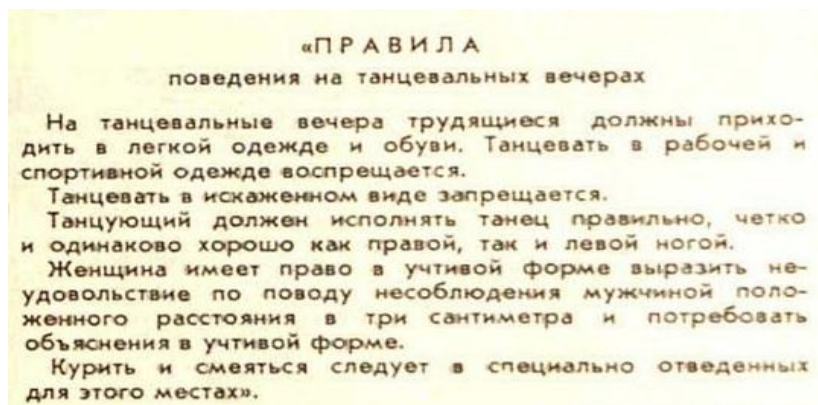 «ПРАВИЛА
поведения на танцевальных вечерах
На танцевальные вечера трудящиеся должны прихо-
дить в легкой одежде и обуви. Танцевать в рабочей и
спортивной одежде воспрещается.
Танцевать в искаженном виде запрещается.
Танцующий должен исполнять танец правильно, четко
и одинаково хорошо как правой, так и левой ногой.
Женщина имеет право в учтивой форме выразить не-
удовольствие по поводу несоблюдения мужчиной поло-
женного расстояния в три сантиметра и потребовать
объяснения в учтивой форме.
Курить и смеяться следует в специально отведенных
для этого местах».